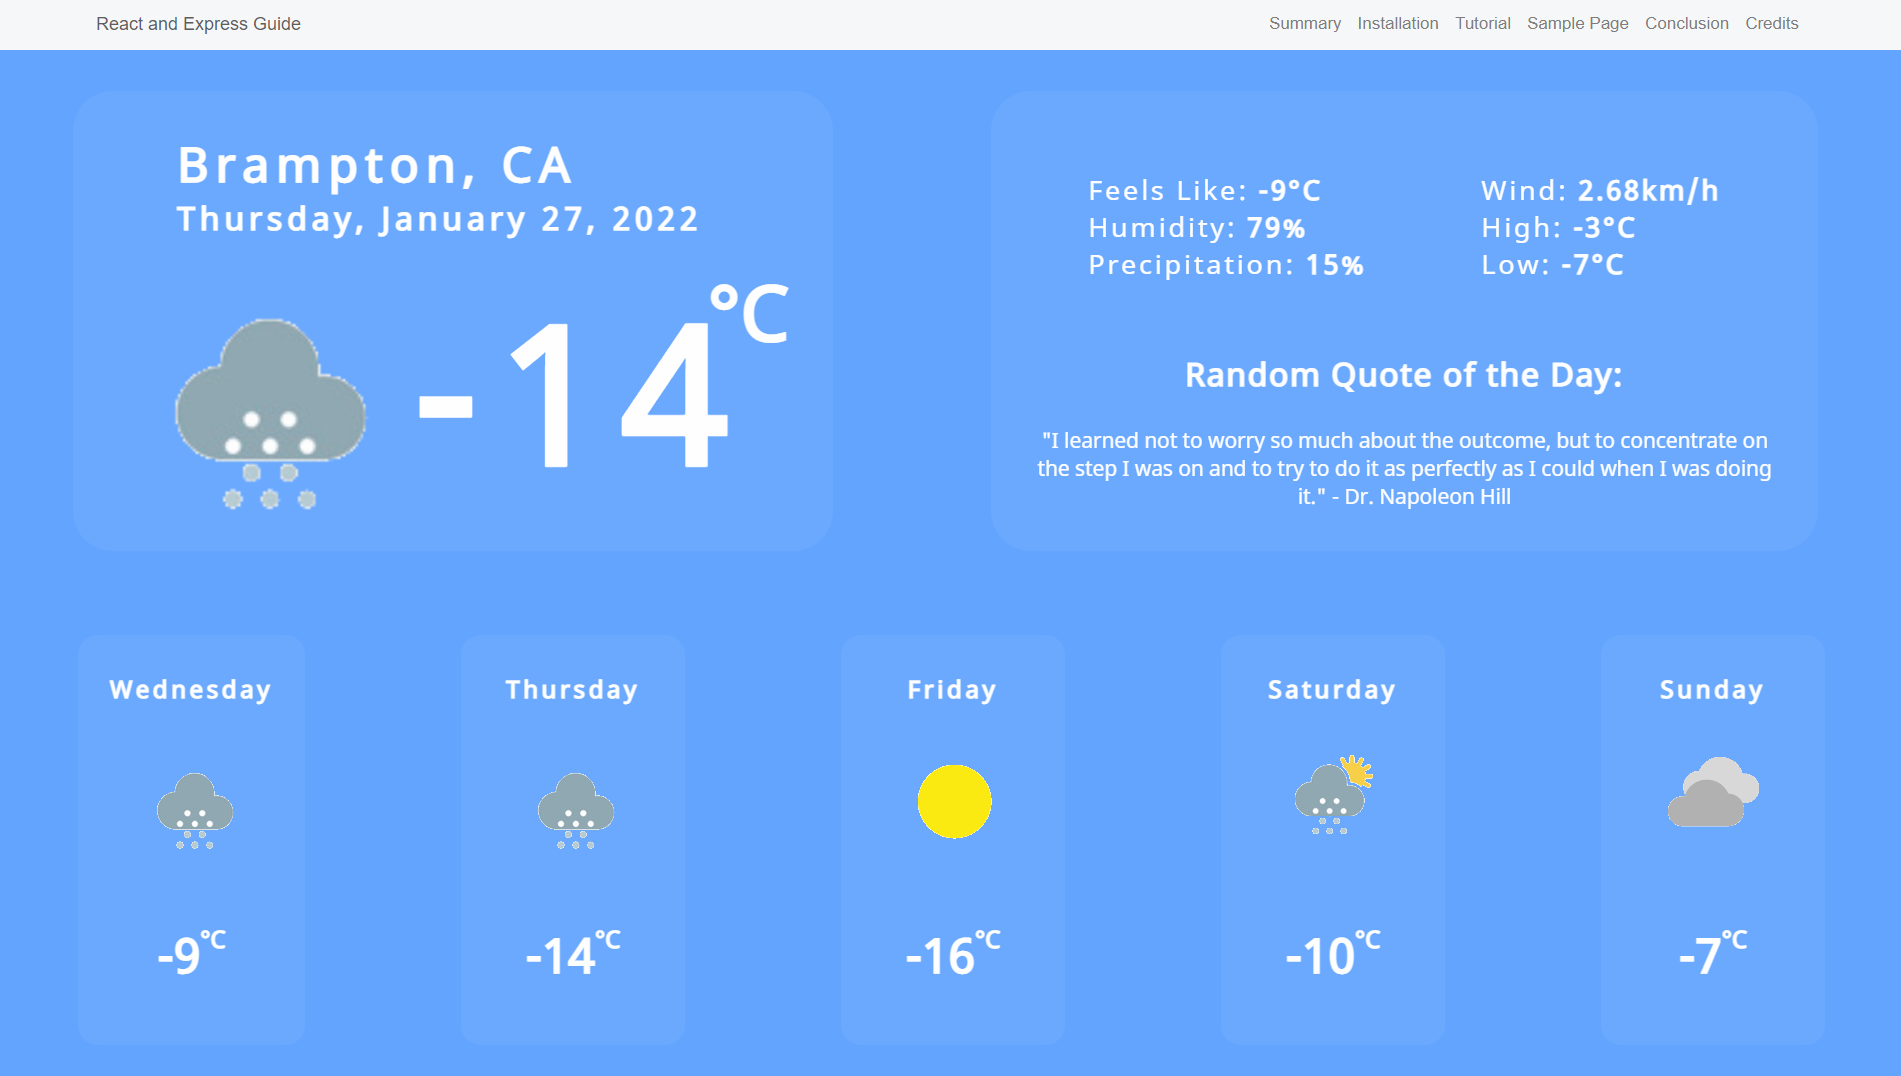 React and Express Guide
Summary Installation Tutorial Sample Page Conclusion Credits
Brampton, CA
Thursday, January 27, 2022
-14°C
Feels Like: -9°C
Humidity: 79%
Precipitation: 15%
Wind: 2.68km/h
High: -3°C
Low: -7°C
Random Quote of the Day:
"I learned not to worry so much about the outcome, but to concentrate on
the step I was on and to try to do it as perfectly as I could when I was doing
it." - Dr. Napoleon Hill
Wednesday
-9°C
Thursday
-14°C
Friday
-16°C
Saturday
-10°C
Sunday
-7°C